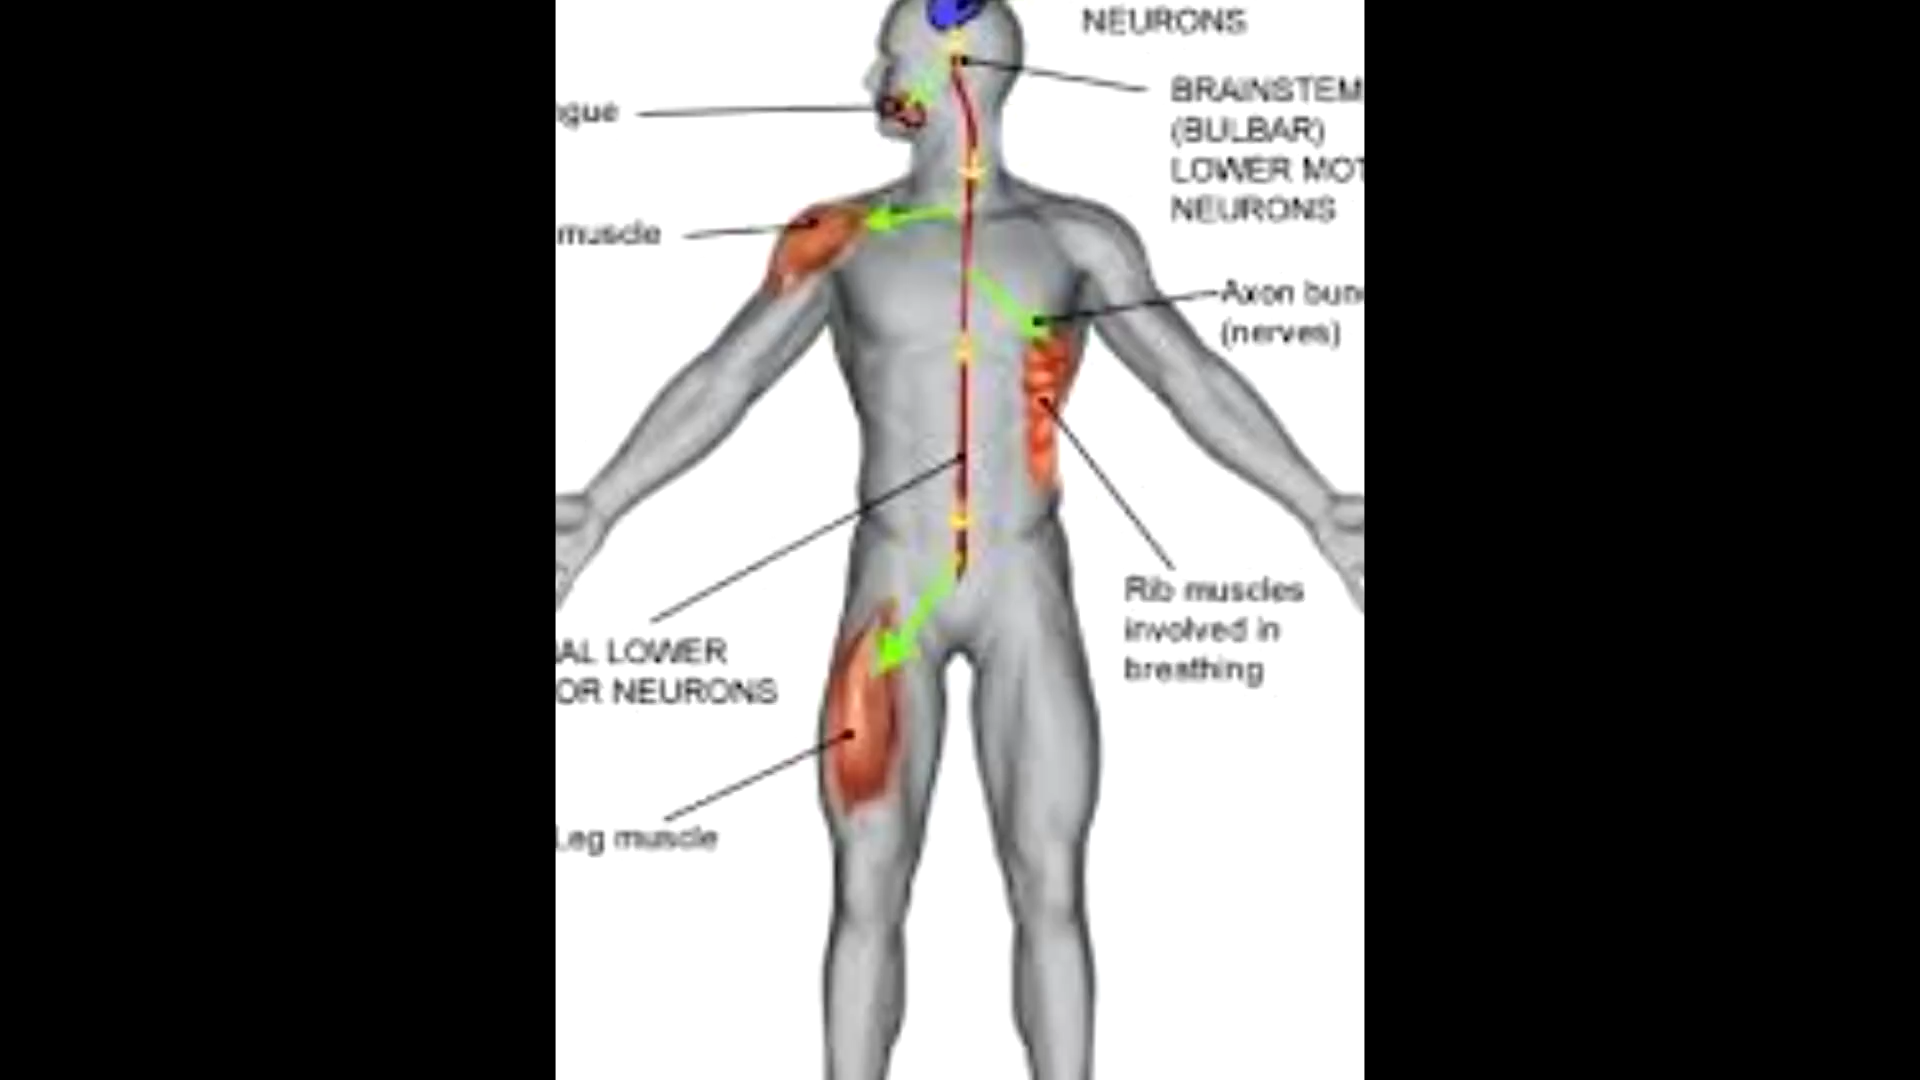 NEURONS
BRAINSTEM
(BULBAR)
LOWER MOT
NEURONS
gue
muscle
Axon bun
(nerves)
Rib muscles
involved in
breathing
AL LOWER
OR NEURONS
Leg muscle